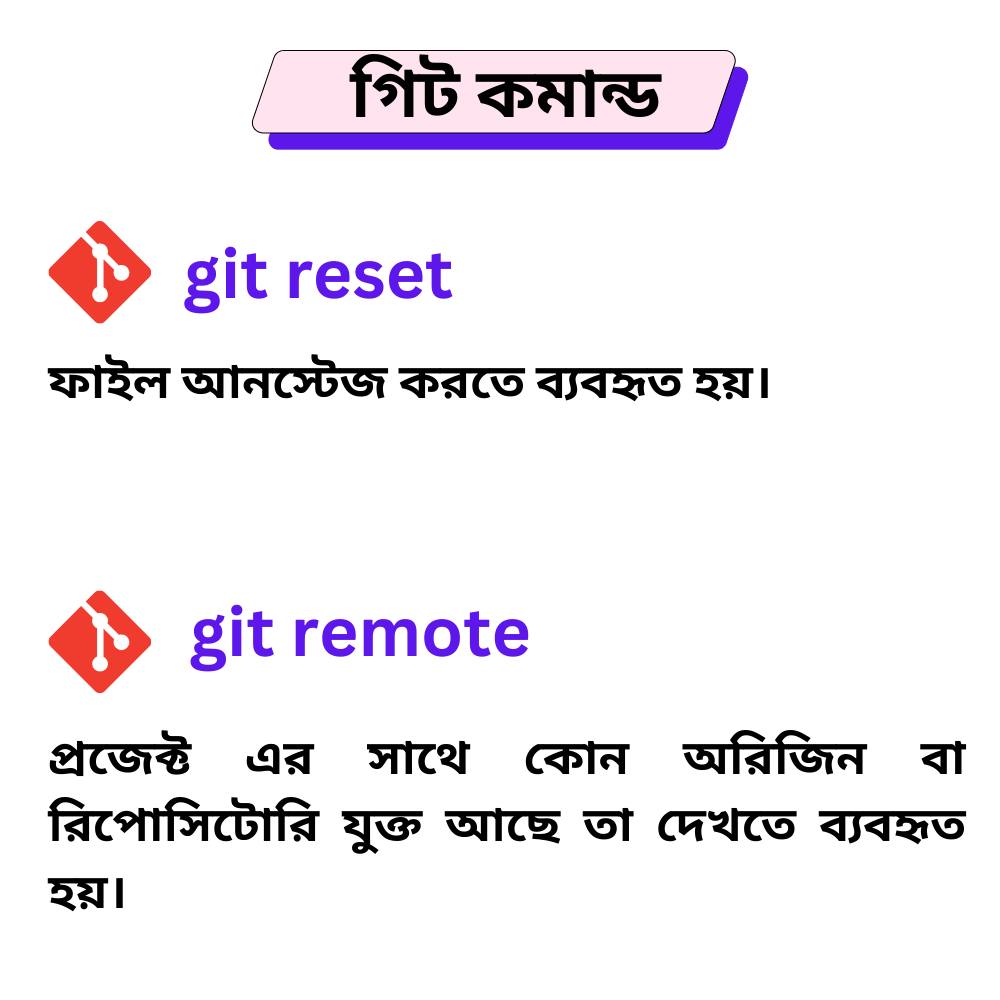 গিট কমান্ড
git reset
ফাইল আনস্টেজ করতে ব্যবহৃত হয়।
git remote
প্রজেক্ট এর সাথে কোন অরিজিন বা
রিপোসিটোরি যুক্ত আছে তা দেখতে ব্যবহৃত
হয়।